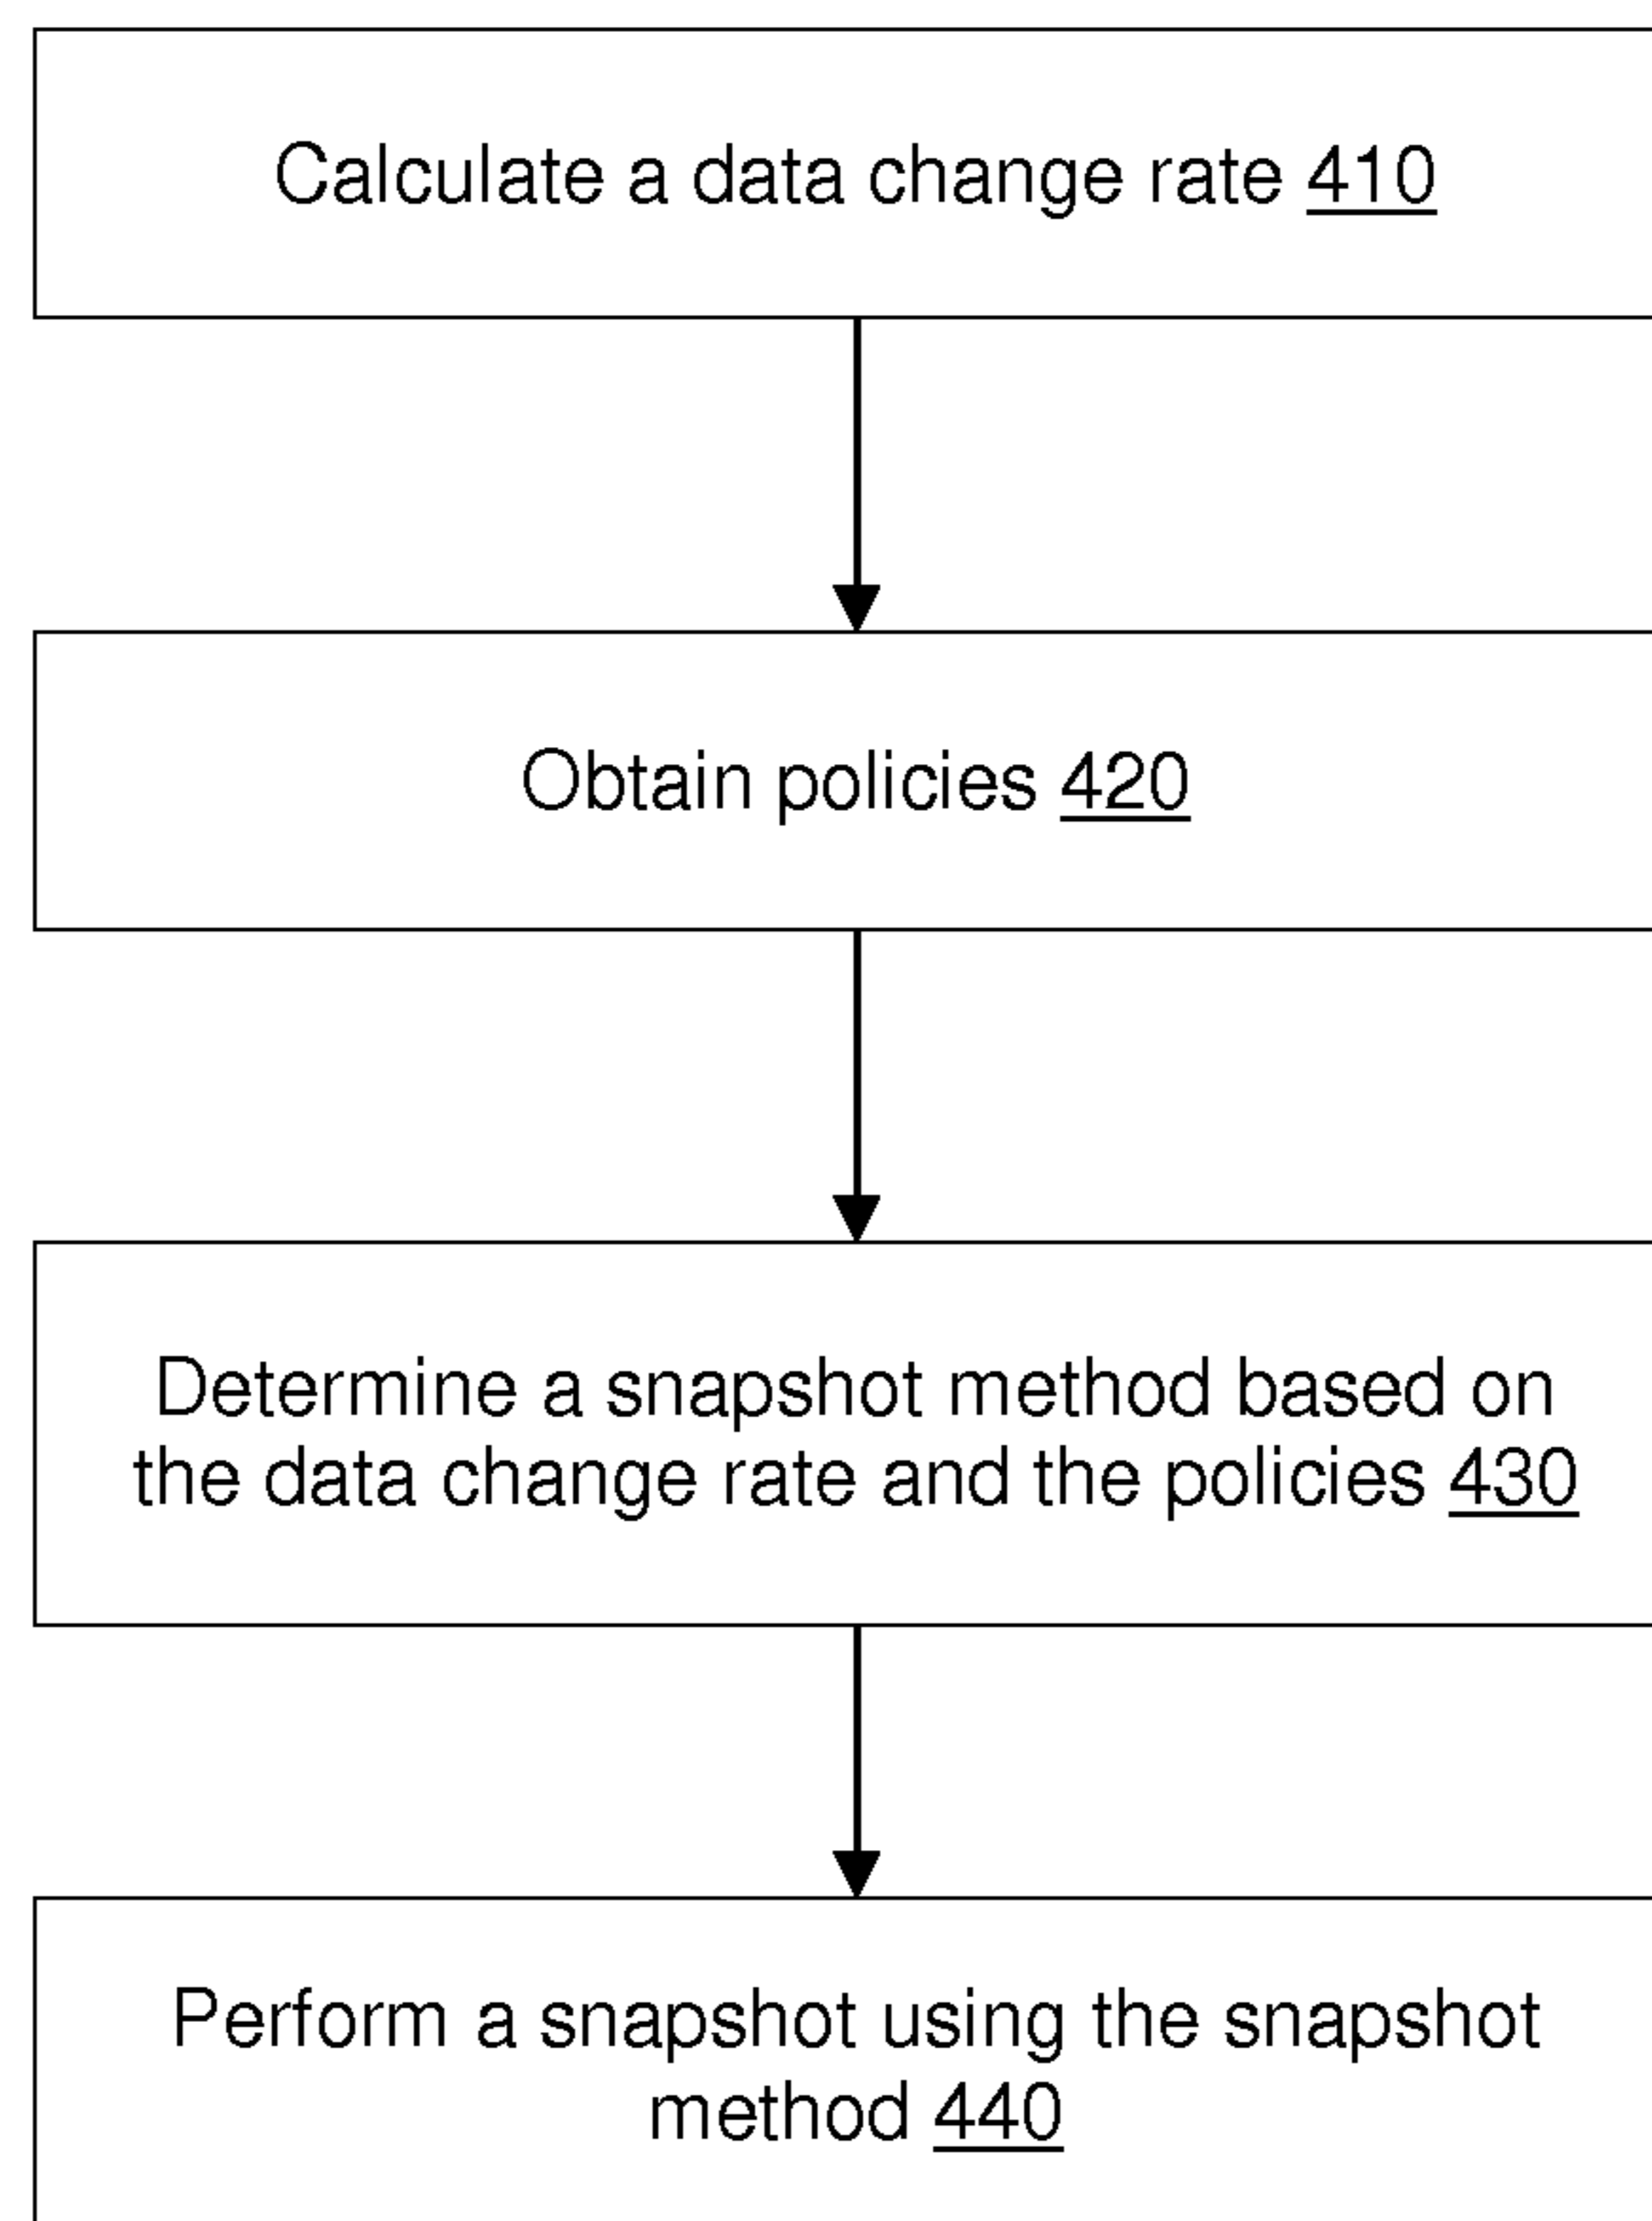 Calculate a data change rate 410
Obtain policies 420
Determine a snapshot method based on
the data change rate and the policies 430
Perform a snapshot using the snapshot
method 440